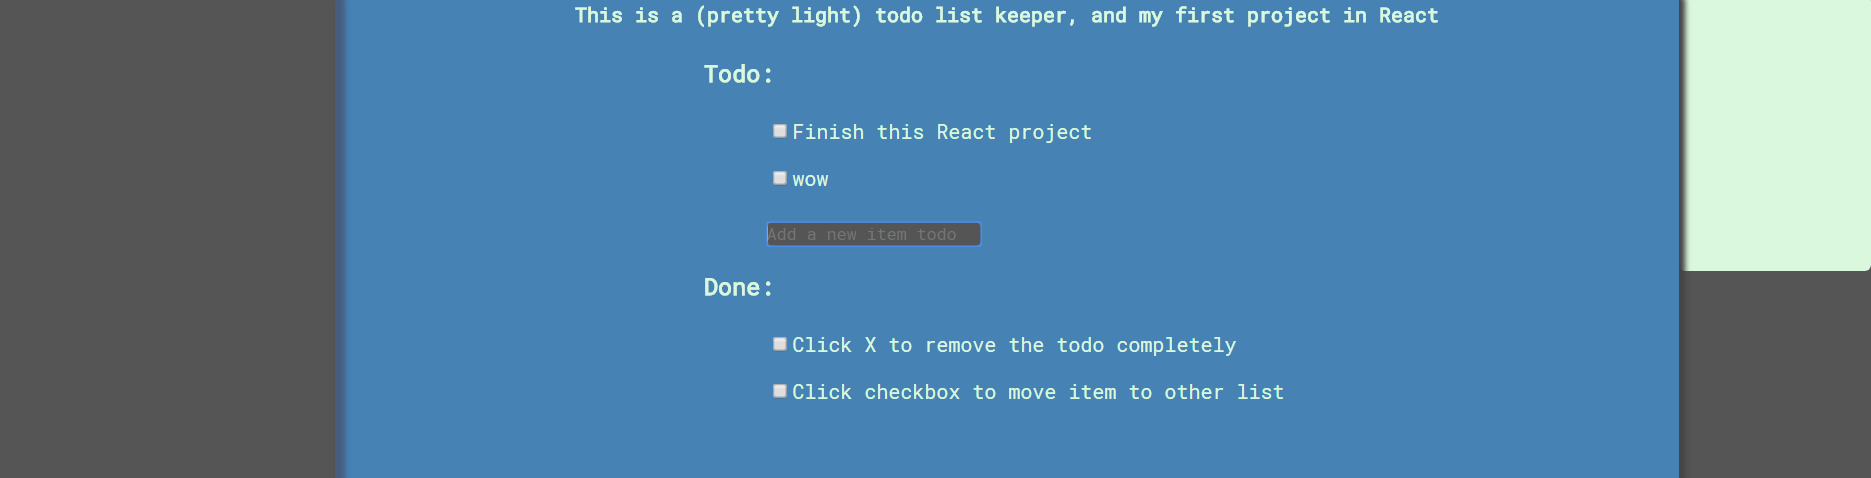 This is a (pretty light) todo list keeper, and my first project in React
Todo:
Finish this React project
wow
Add a new item todo
Done:
Click X to remove the todo completely
Click checkbox to move item to other list